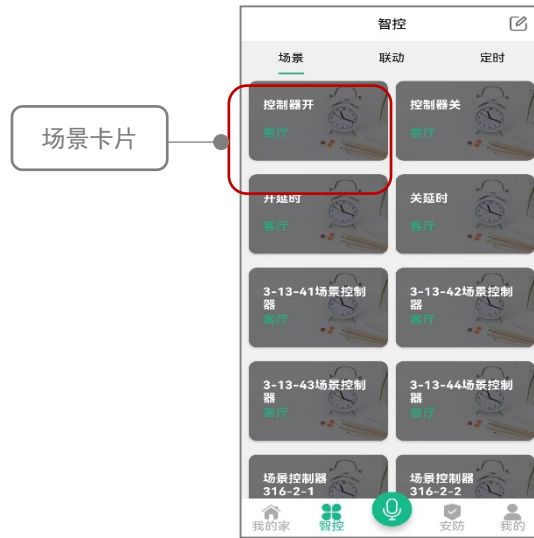 智控
场景 联动 定时
场景卡片
控制器开
客厅
控制器关
客厅
开延时
客厅
关延时
客厅
3-13-41场景控制
器
客厅
3-13-42场景控制
器
客厅
3-13-43场景控制
器
客厅
3-13-44场景控制
器
客厅
场景控制器
316-2-1
场景控制器
316-2-2
我的家 智控 安防 我的